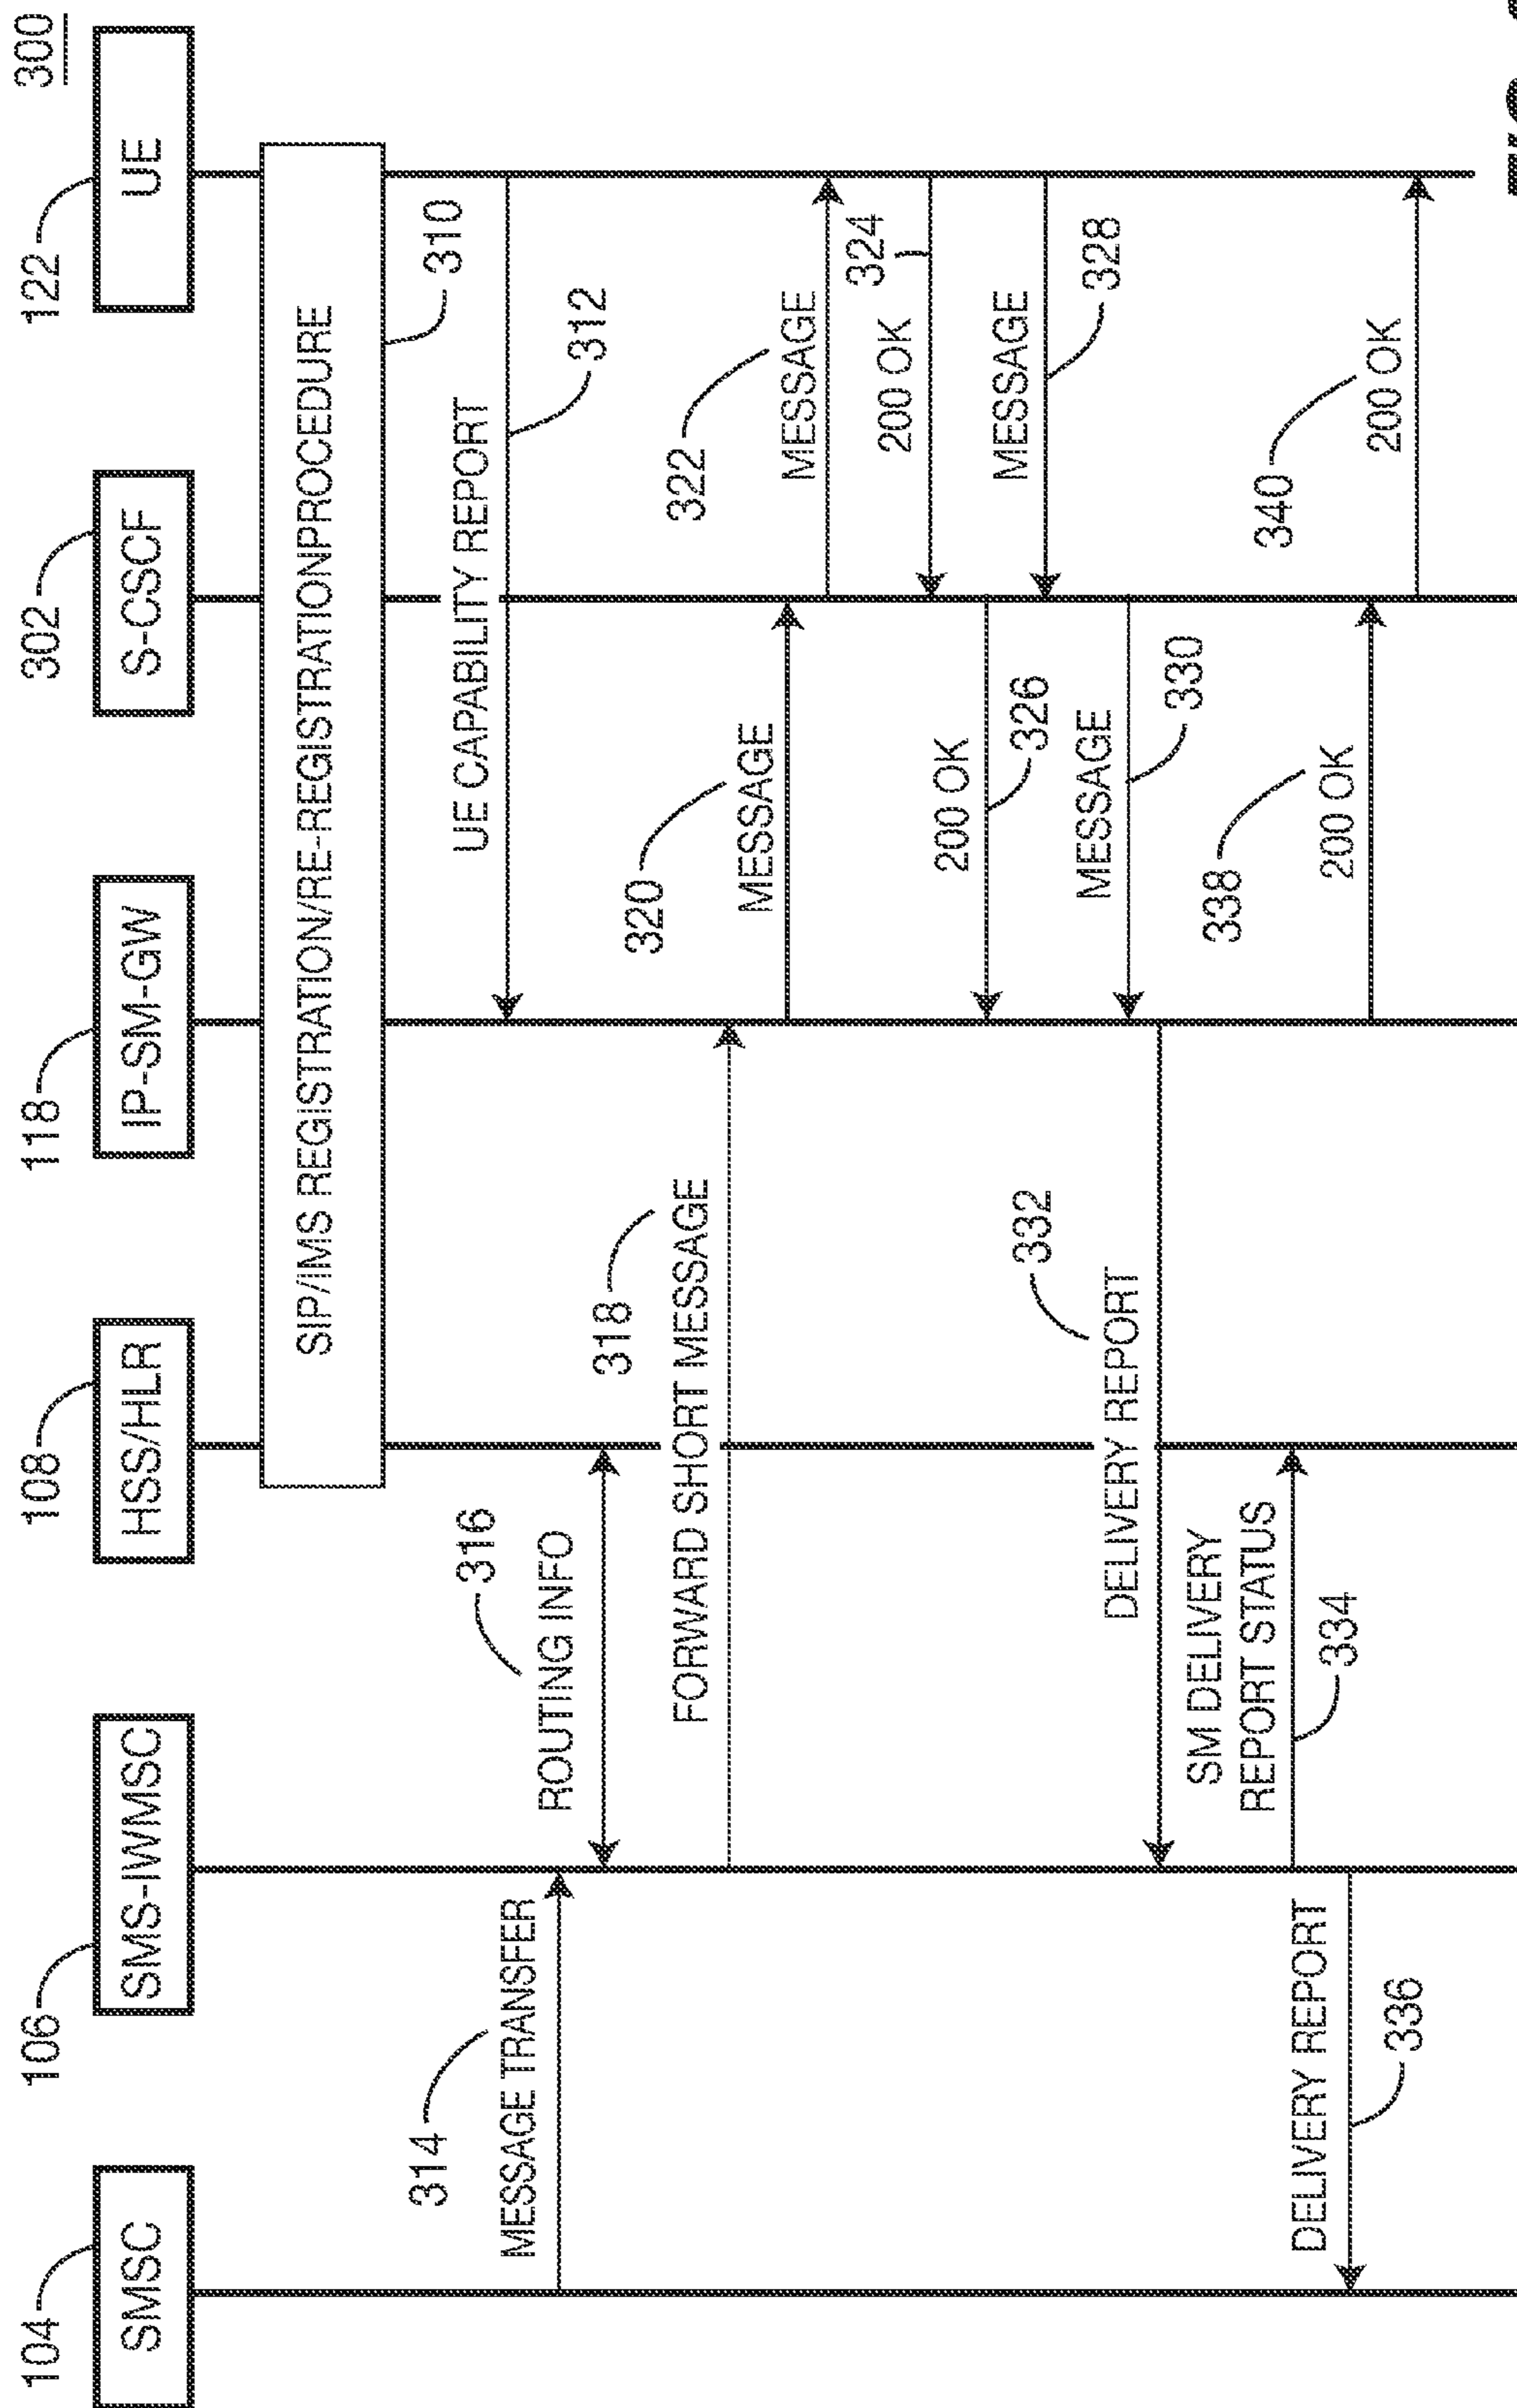 300
104
106
108
118
302
122
SMSC
SMS-IWMSC
HSS/HLR
IP-SM-GW
S-CSCF
UE
SIP/IMS REGISTRATION/RE-REGISTRATIONPROCEDURE
310
UE CAPABILITY REPORT
312
314
MESSAGE TRANSFER
316
ROUTING INFO
318
FORWARD SHORT MESSAGE
320
MESSAGE
322
MESSAGE
324
200 OK
200 OK
326
MESSAGE
328
MESSAGE
330
332
DELIVERY REPORT
SM DELIVERY
REPORT STATUS
334
DELIVERY REPORT
336
338
200 OK
340
200 OK